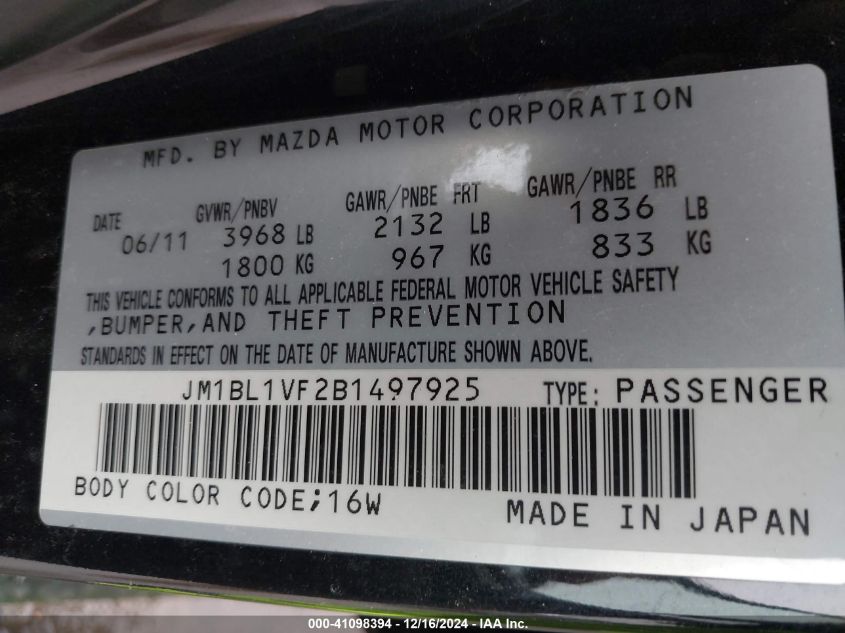 MFD. BY MAZDA MOTOR CORPORATION
DATE GVWR/PNBV GAWR/PNBE FRT GAWR/PNBE RR
06/11 3968 LB 2132 LB 1836 LB
1800 KG 967 KG 833 KG
THIS VEHICLE CONFORMS TO ALL APPLICABLE FEDERAL MOTOR VEHICLE SAFETY
,BUMPER,AND THEFT PREVENTION
STANDARDS IN EFFECT ON THE DATE OF MANUFACTURE SHOWN ABOVE.
JM1BL1VF2B1497925 TYPE: PASSENGER
BODY COLOR CODE;16W MADE IN JAPAN
000-41098394 - 12/16/2024 - IAA Inc.